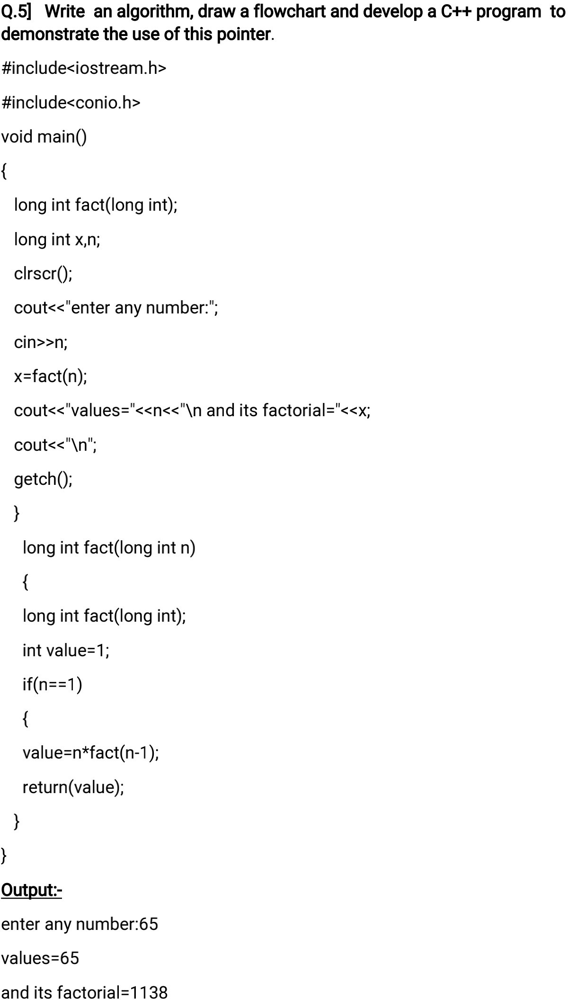 Q.5] Write an algorithm, draw a flowchart and develop a C++ program to
demonstrate the use of this pointer.
#include<iostream.h>
#include<conio.h>
void main()
{
long int fact(long int);
long int x,n;
clrscr();
cout<<"enter any number:";
cin>>n;
x=fact(n);
cout<<"values="<<n<<"\n and its factorial="<<x;
cout<<"\n";
getch();
}
long int fact(long int n)
{
long int fact(long int);
int value=1;
if(n==1)
{
value=n*fact(n-1);
return(value);
}
}
Output:-
enter any number:65
values=65
and its factorial=1138